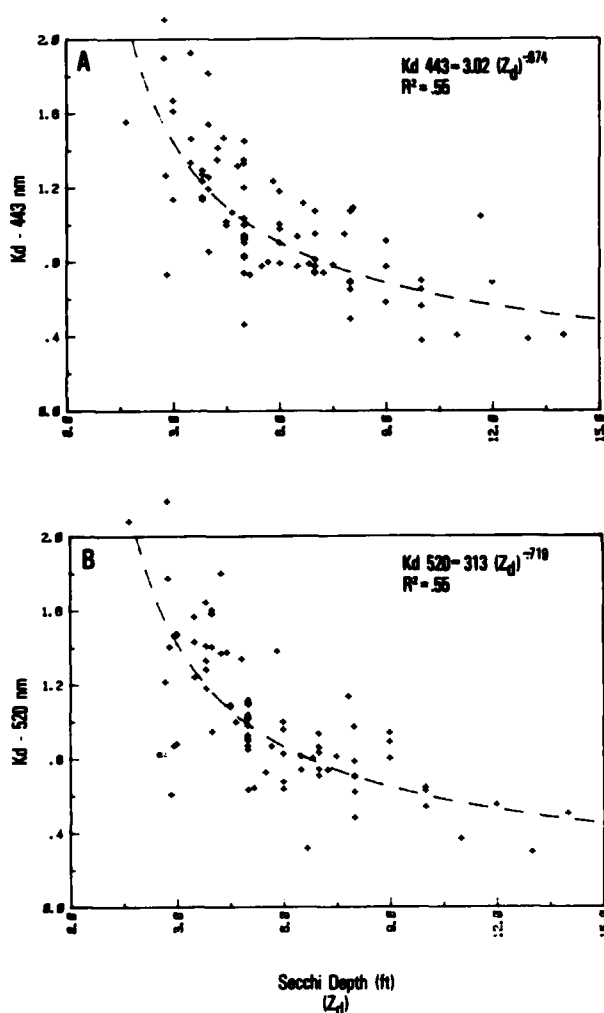 A
Kd 443=3.02 (Zd)-.674
R² = .55
Kd - 443 nm
2.0
1.6
1.2
.8
.4
0.0
0.0 3.0 6.0 9.0 12.0 15.0
B
Kd 520=313 (Zd)-.719
R² = .55
Kd - 520 nm
2.0
1.6
1.2
.8
.4
0.0
0.0 3.0 6.0 9.0 12.0 15.0
Secchi Depth (ft)
(Zd)